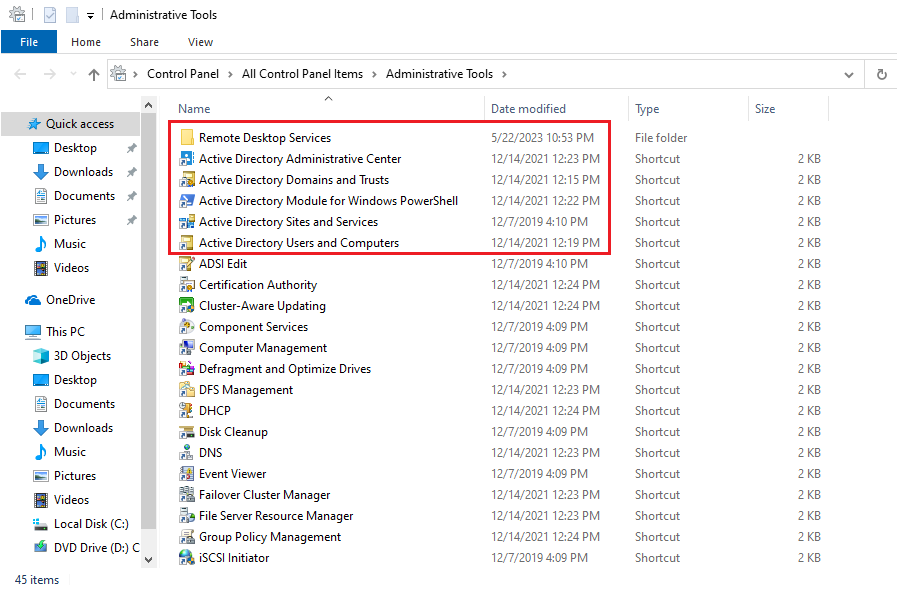 Administrative Tools
File Home Share View
Control Panel All Control Panel Items Administrative Tools
Name Date modified Type Size
Quick access
Desktop
Downloads
Documents
Pictures
Music
Videos
OneDrive
This PC
3D Objects
Desktop
Documents
Downloads
Music
Pictures
Videos
Local Disk (C:)
DVD Drive (D:) C
Remote Desktop Services 5/22/2023 10:53 PM File folder
Active Directory Administrative Center 12/14/2021 12:23 PM Shortcut 2 KB
Active Directory Domains and Trusts 12/14/2021 12:15 PM Shortcut 2 KB
Active Directory Module for Windows PowerShell 12/14/2021 12:22 PM Shortcut 2 KB
Active Directory Sites and Services 12/7/2019 4:10 PM Shortcut 2 KB
Active Directory Users and Computers 12/14/2021 12:19 PM Shortcut 2 KB
ADSI Edit 12/7/2019 4:10 PM Shortcut 2 KB
Certification Authority 12/14/2021 12:24 PM Shortcut 2 KB
Cluster-Aware Updating 12/14/2021 12:24 PM Shortcut 2 KB
Component Services 12/7/2019 4:09 PM Shortcut 2 KB
Computer Management 12/7/2019 4:09 PM Shortcut 2 KB
Defragment and Optimize Drives 12/7/2019 4:09 PM Shortcut 2 KB
DFS Management 12/14/2021 12:23 PM Shortcut 2 KB
DHCP 12/14/2021 12:24 PM Shortcut 2 KB
Disk Cleanup 12/7/2019 4:09 PM Shortcut 2 KB
DNS 12/14/2021 12:23 PM Shortcut 2 KB
Event Viewer 12/7/2019 4:09 PM Shortcut 2 KB
Failover Cluster Manager 12/14/2021 12:23 PM Shortcut 2 KB
File Server Resource Manager 12/14/2021 12:23 PM Shortcut 2 KB
Group Policy Management 12/14/2021 12:24 PM Shortcut 2 KB
iSCSI Initiator 12/7/2019 4:09 PM Shortcut 2 KB
45 items